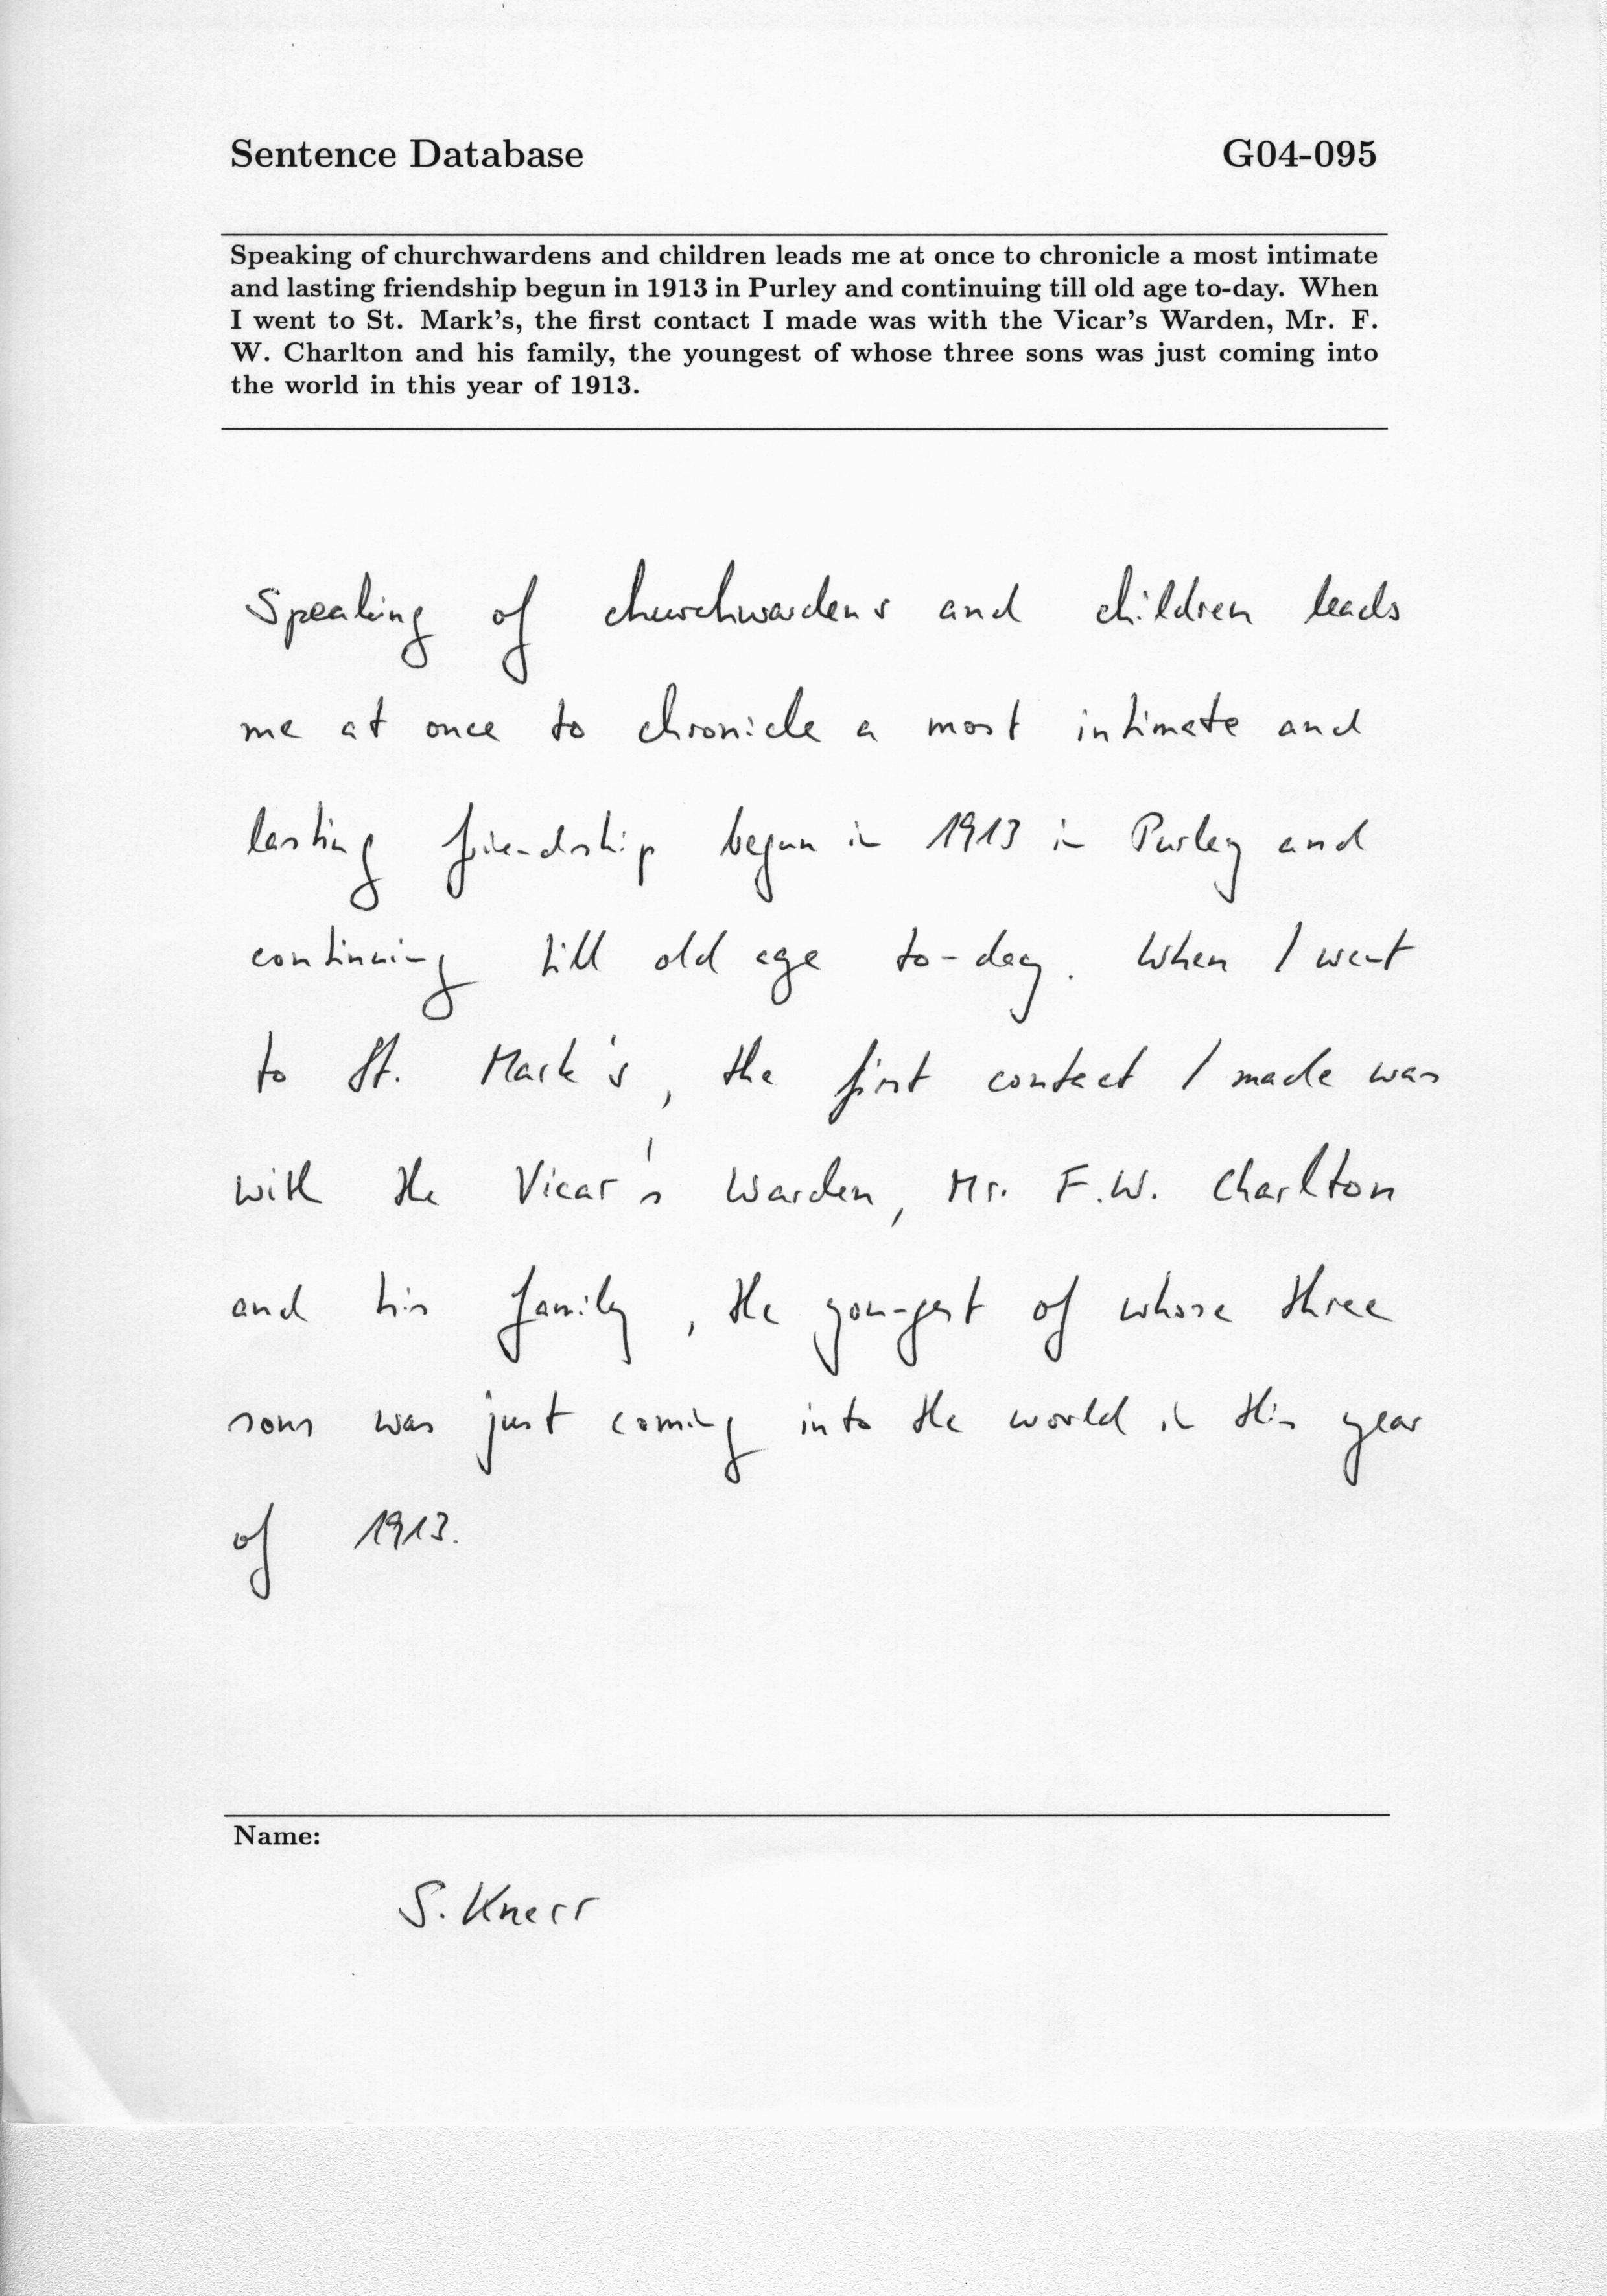 Sentence Database G04-095
Speaking of churchwardens and children leads me at once to chronicle a most intimate
and lasting friendship begun in 1913 in Purley and continuing till old age to-day. When
I went to St. Mark's, the first contact I made was with the Vicar's Warden, Mr. F.
W. Charlton and his family, the youngest of whose three sons was just coming into
the world in this year of 1913.
Speaking of churchwardens and children leads
me at once to chronicle a most intimate and
lasting friendship begun in 1913 in Purley and
continuing till old age to-day. When I went
to St. Mark's, the first contact I made was
with the Vicar's Warden, Mr. F.W. Charlton
and his family, the youngest of whose three
sons was just coming into the world in this year
of 1913.
Name:
S. Knerr